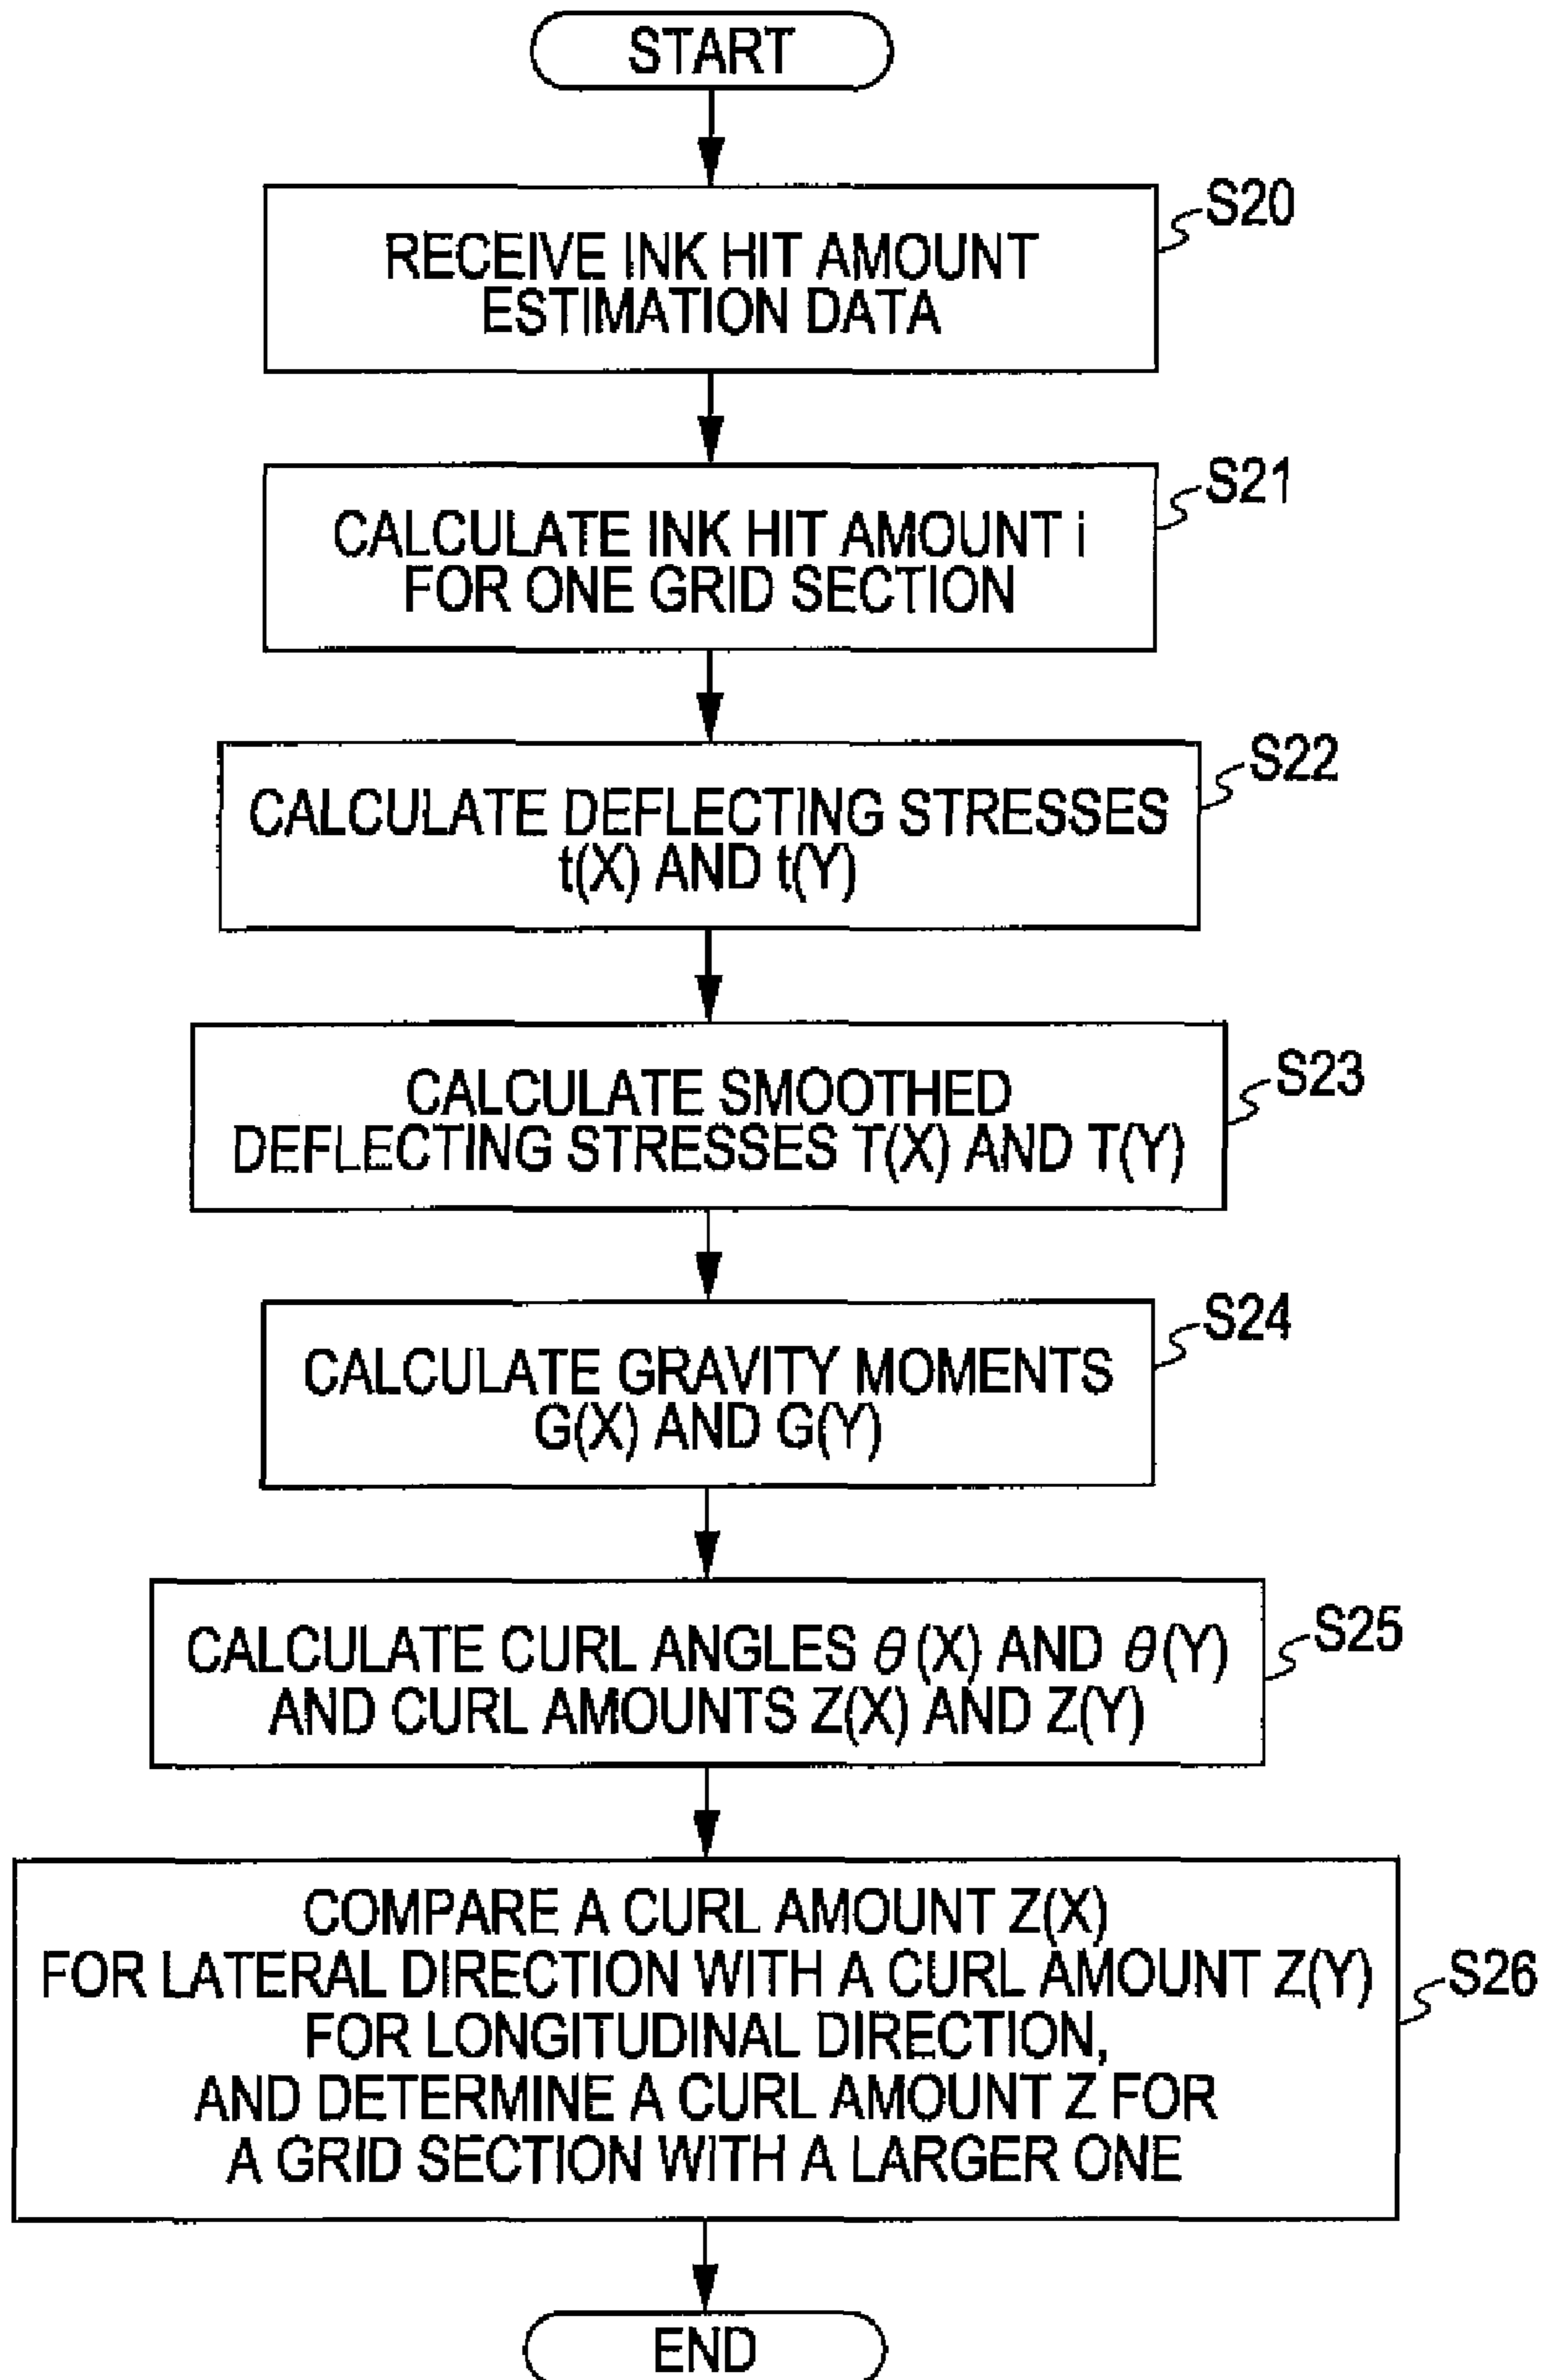 START
S20
RECEIVE INK HIT AMOUNT
ESTIMATION DATA
S21
CALCULATE INK HIT AMOUNT i
FOR ONE GRID SECTION
S22
CALCULATE DEFLECTING STRESSES
t(X) AND t(Y)
S23
CALCULATE SMOOTHED
DEFLECTING STRESSES T(X) AND T(Y)
S24
CALCULATE GRAVITY MOMENTS
G(X) AND G(Y)
S25
CALCULATE CURL ANGLES θ(X) AND θ(Y)
AND CURL AMOUNTS Z(X) AND Z(Y)
S26
COMPARE A CURL AMOUNT Z(X)
FOR LATERAL DIRECTION WITH A CURL AMOUNT Z(Y)
FOR LONGITUDINAL DIRECTION,
AND DETERMINE A CURL AMOUNT Z FOR
A GRID SECTION WITH A LARGER ONE
END